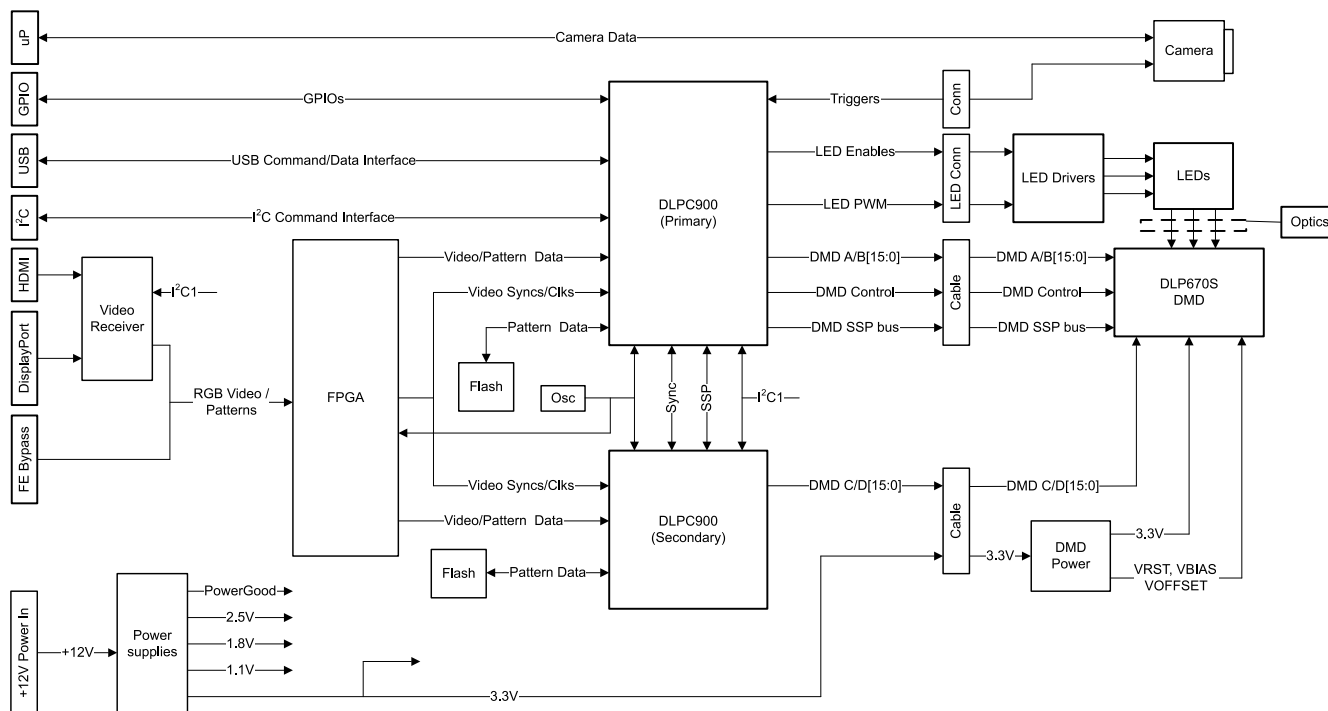 uP
Camera Data
Camera
GPIO
GPIOs
Triggers
Conn
USB
USB Command/Data Interface
LED Enables
LED Conn
LED Drivers
LEDs
I²C
I²C Command Interface
DLPC900
(Primary)
LED PWM
Optics
HDMI
Video
Receiver
I²C1
Video/Pattern Data
Video Syncs/Clks
Pattern Data
Flash
DMD A/B[15:0]
DMD Control
DMD SSP bus
Cable
DMD A/B[15:0]
DMD Control
DMD SSP bus
DLP670S
DMD
DisplayPort
RGB Video /
Patterns
FPGA
Osc
Sync
SSP
I²C1
FE Bypass
Video Syncs/Clks
Video/Pattern Data
DLPC900
(Secondary)
DMD C/D[15:0]
Cable
DMD C/D[15:0]
Flash
Pattern Data
3.3V
DMD
Power
3.3V
VRST, VBIAS
VOFFSET
+12V Power In
+12V
Power
supplies
PowerGood
2.5V
1.8V
1.1V
3.3V